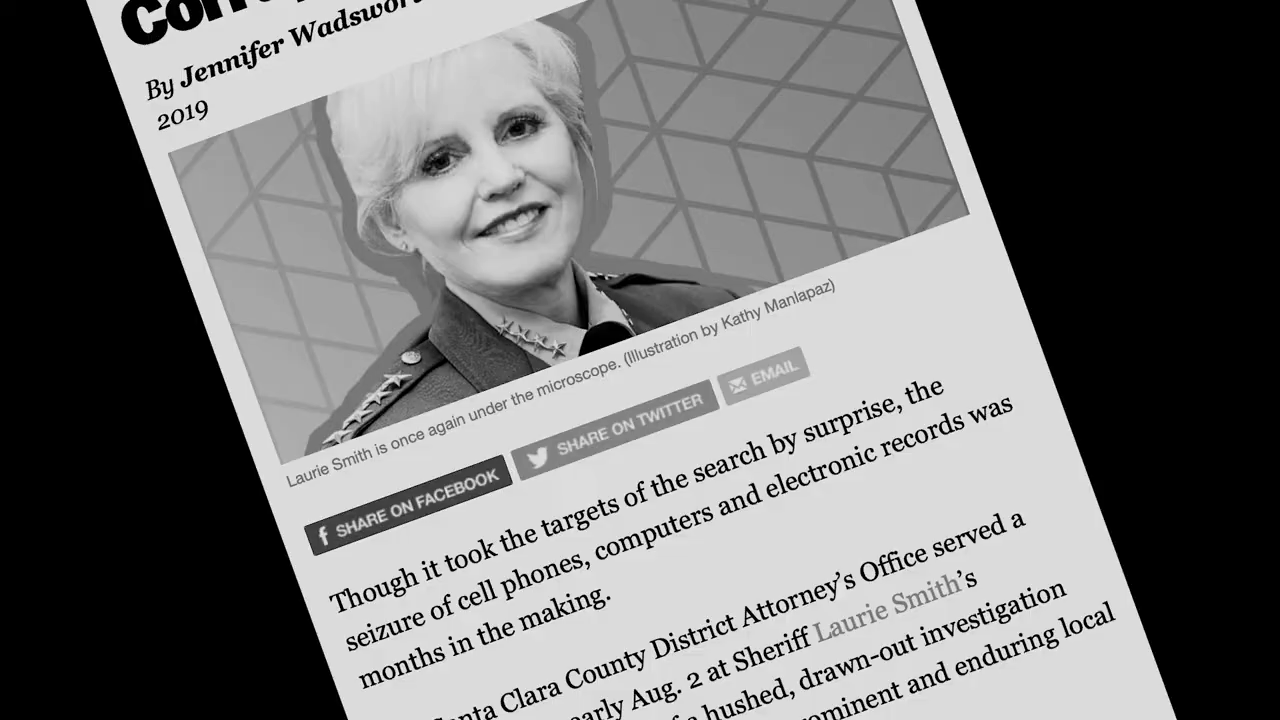 By Jennifer
2019
Laurie Smith is once again under the microscope. (Illustration by Kathy Manlapaz)
f SHARE ON FACEBOOK
SHARE ON TWITTER
EMAIL
Though it took the targets of the search by surprise, the
seizure of cell phones, computers and electronic records was
months in the making.
Clara County District Attorney's Office served a
early Aug. 2 at Sheriff Laurie Smith's
a hushed, drawn-out investigation
and enduring local